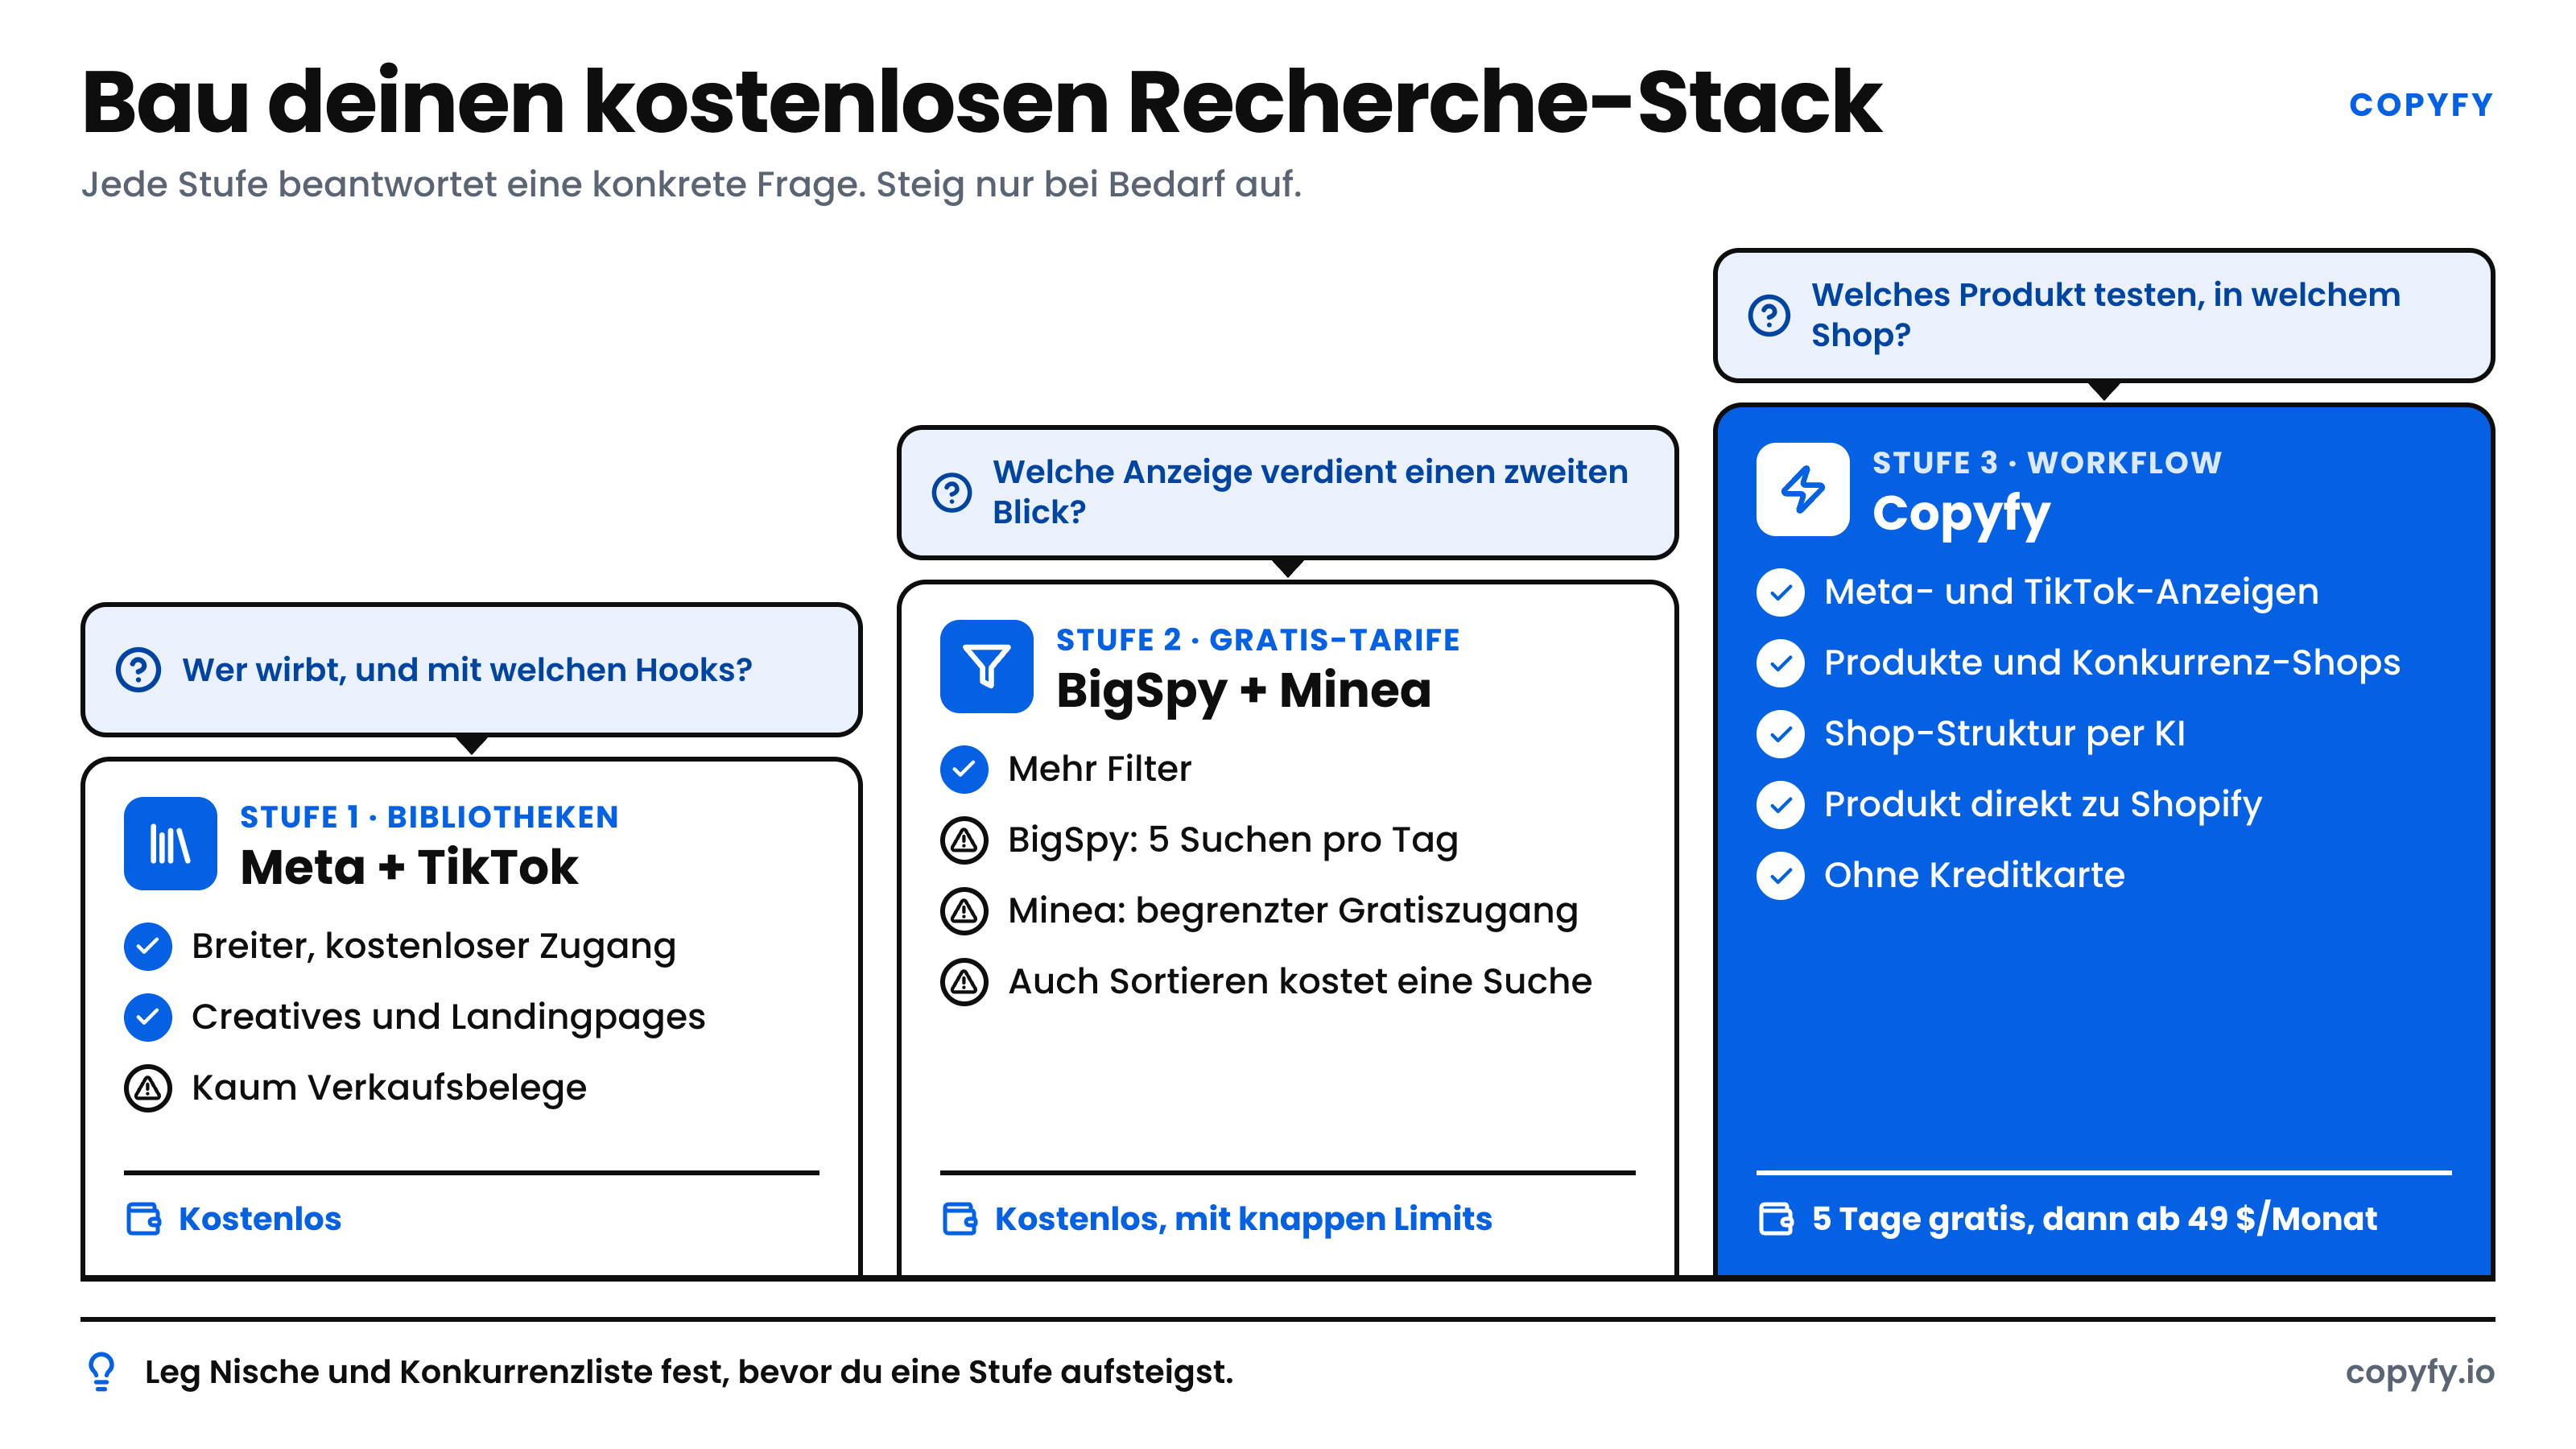 Bau deinen kostenlosen Recherche-Stack
COPYFY
Jede Stufe beantwortet eine konkrete Frage. Steig nur bei Bedarf auf.
Wer wirbt, und mit welchen Hooks?
STUFE 1 · BIBLIOTHEKEN
Meta + TikTok
Breiter, kostenloser Zugang
Creatives und Landingpages
Kaum Verkaufsbelege
Kostenlos
Welche Anzeige verdient einen zweiten
Blick?
STUFE 2 · GRATIS-TARIFE
BigSpy + Minea
Mehr Filter
BigSpy: 5 Suchen pro Tag
Minea: begrenzter Gratiszugang
Auch Sortieren kostet eine Suche
Kostenlos, mit knappen Limits
Welches Produkt testen, in welchem
Shop?
STUFE 3 · WORKFLOW
Copyfy
Meta- und TikTok-Anzeigen
Produkte und Konkurrenz-Shops
Shop-Struktur per KI
Produkt direkt zu Shopify
Ohne Kreditkarte
5 Tage gratis, dann ab 49 $/Monat
Leg Nische und Konkurrenzliste fest, bevor du eine Stufe aufsteigst.
copyfy.io